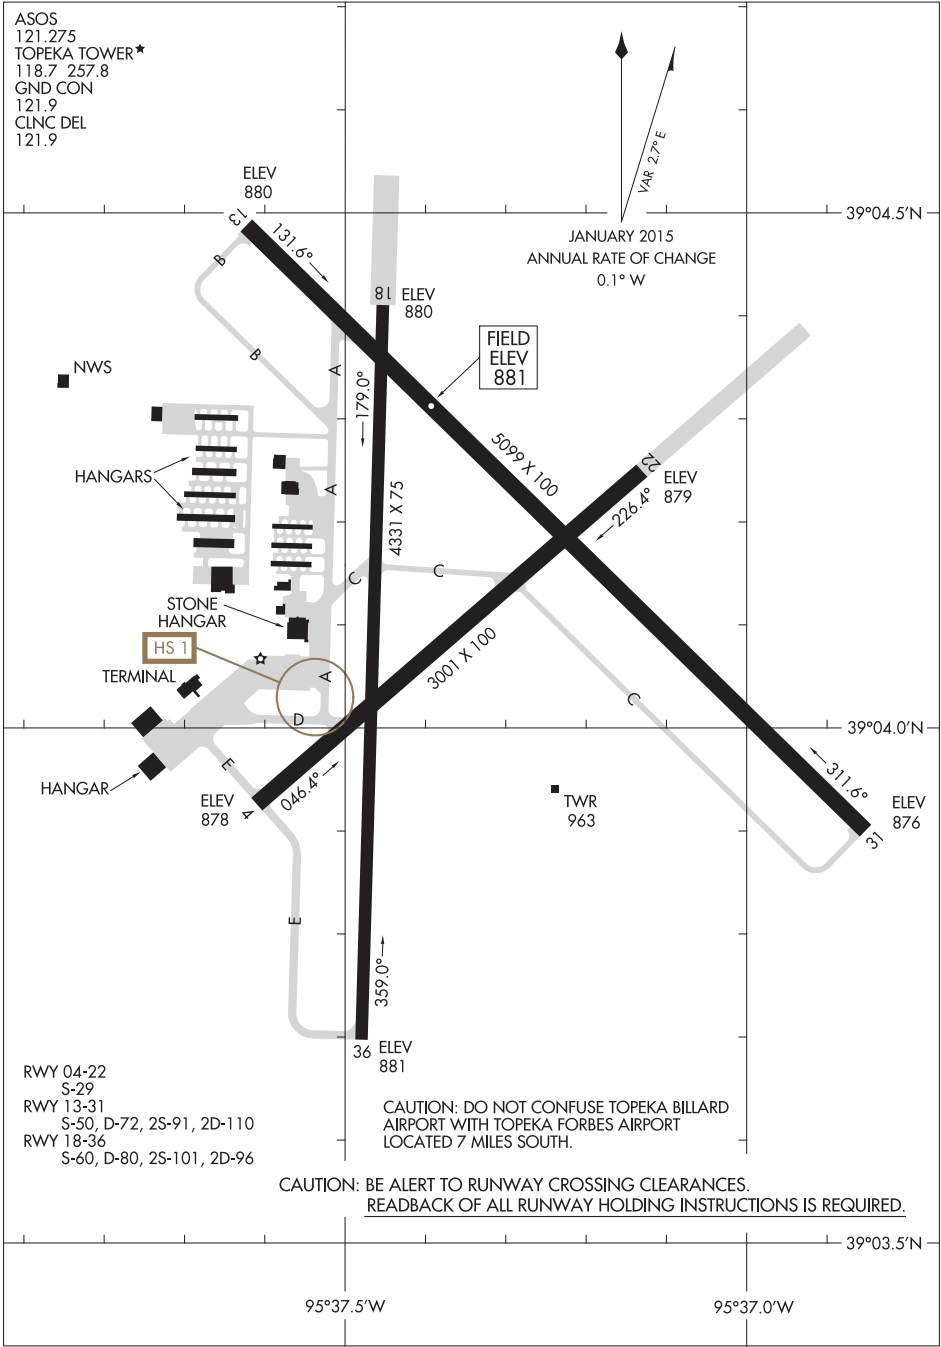 ASOS
121.275
TOPEKA TOWER★
118.7 257.8
GND CON
121.9
CLNC DEL
121.9
VAR 2.7° E
JANUARY 2015
ANNUAL RATE OF CHANGE
0.1° W
39°04.5'N
ELEV
880
13
131.6°
B
B
18
ELEV
880
FIELD
ELEV
881
A
179.0°
NWS
HANGARS
A
4331 X 75
5099 X 100
22
ELEV
879
226.4°
C
C
STONE
HANGAR
HS 1
TERMINAL
A
D
3001 X 100
C
39°04.0'N
HANGAR
E
ELEV
878
4
046.4°
TWR
963
311.6°
ELEV
876
31
E
359.0°
36
ELEV
881
RWY 04-22
S-29
RWY 13-31
S-50, D-72, 2S-91, 2D-110
RWY 18-36
S-60, D-80, 2S-101, 2D-96
CAUTION: DO NOT CONFUSE TOPEKA BILLARD
AIRPORT WITH TOPEKA FORBES AIRPORT
LOCATED 7 MILES SOUTH.
CAUTION: BE ALERT TO RUNWAY CROSSING CLEARANCES.
READBACK OF ALL RUNWAY HOLDING INSTRUCTIONS IS REQUIRED.
39°03.5'N
95°37.5'W
95°37.0'W